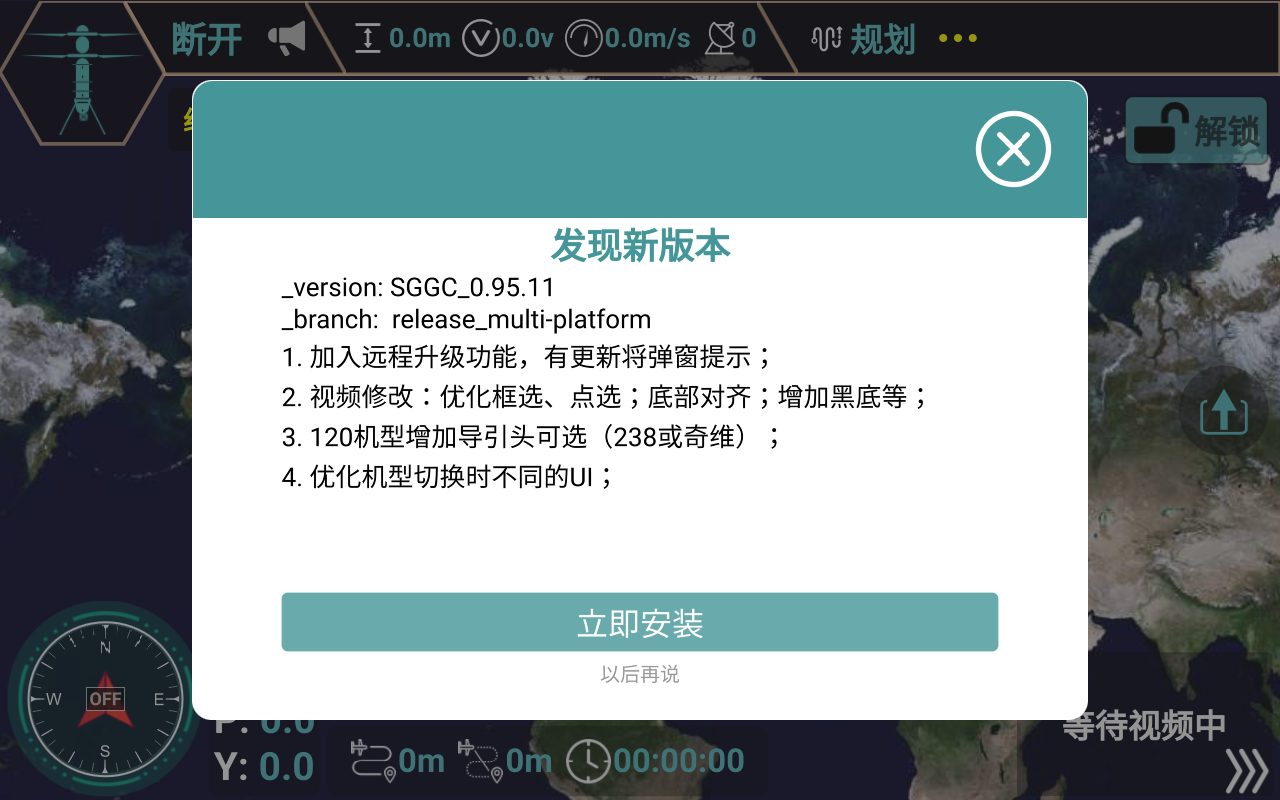 断开 0.0m 0.0v 0.0m/s 0 规划
解锁
发现新版本
_version: SGGC_0.95.11
_branch: release_multi-platform
1. 加入远程升级功能，有更新将弹窗提示；
2. 视频修改：优化框选、点选；底部对齐；增加黑底等；
3. 120机型增加导引头可选（238或奇维）；
4. 优化机型切换时不同的UI；
立即安装
以后再说
N
W OFF E
S
P: 0.0
Y: 0.0
0m 0m 00:00:00
等待视频中